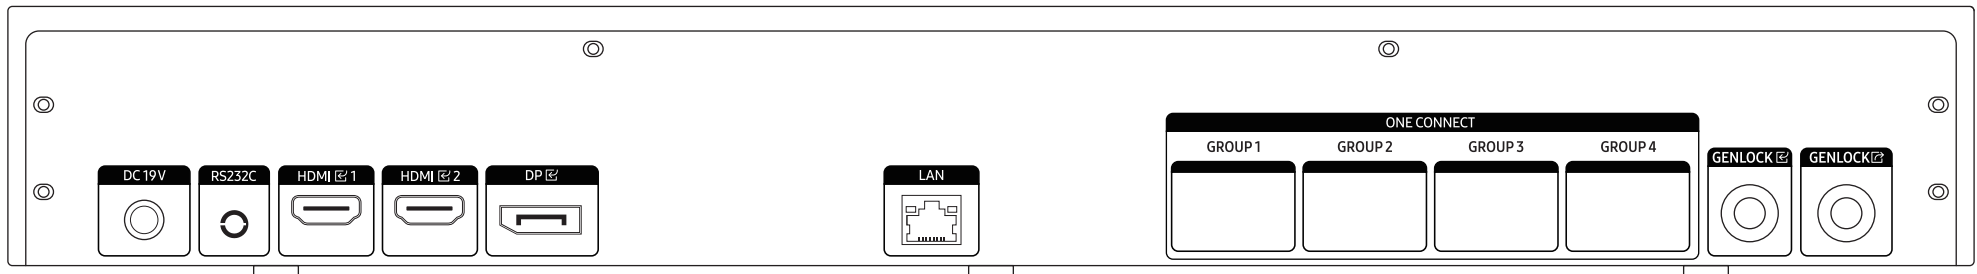 ONE CONNECT
GROUP 1 GROUP 2 GROUP 3 GROUP 4
GENLOCK GENLOCK
DC 19V RS232C HDMI 1 HDMI 2 DP LAN